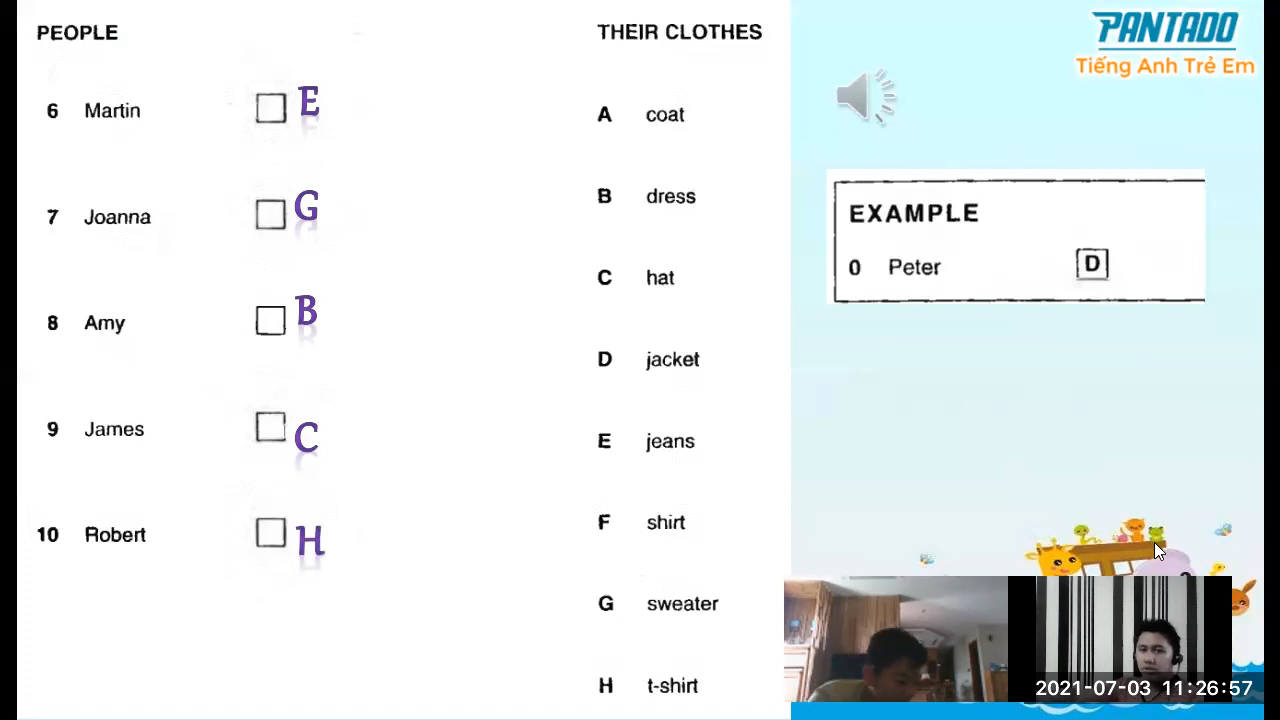 PEOPLE
6 Martin E
7 Joanna G
8 Amy B
9 James C
10 Robert H
THEIR CLOTHES
A coat
B dress
C hat
D jacket
E jeans
F shirt
G sweater
H t-shirt
PANTADO
Tiếng Anh Trẻ Em
EXAMPLE
0 Peter D
2021-07-03 11:26:57